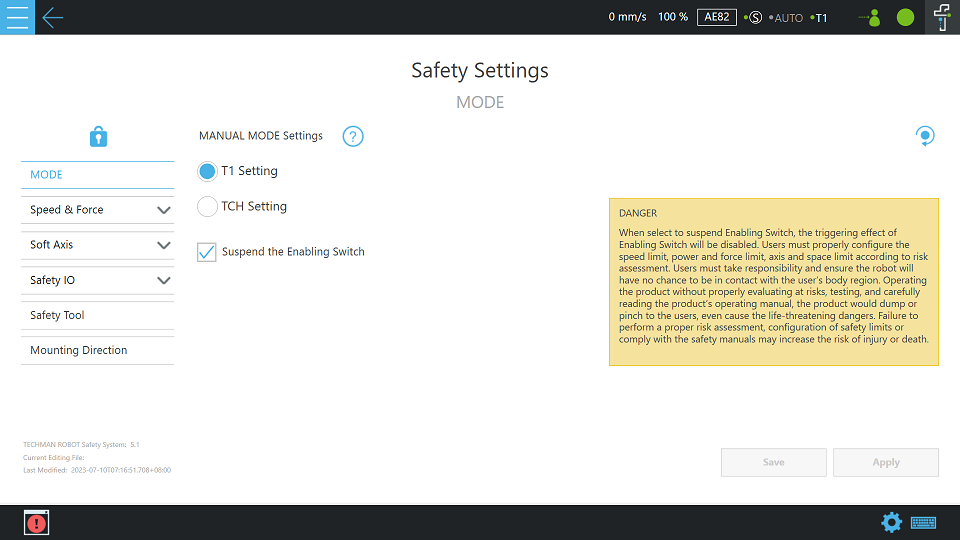 0 mm/s 100 % AE82 S AUTO T1
Safety Settings
MODE
MANUAL MODE Settings ?
MODE
T1 Setting
Speed & Force
TCH Setting
Soft Axis
Suspend the Enabling Switch
Safety IO
Safety Tool
Mounting Direction
DANGER
When select to suspend Enabling Switch, the triggering effect of
Enabling Switch will be disabled. Users must properly configure the
speed limit, power and force limit, axis and space limit according to risk
assessment. Users must take responsibility and ensure the robot will
have no chance to be in contact with the user's body region. Operating
the product without properly evaluating at risks, testing, and carefully
reading the product's operating manual, the product would dump or
pinch to the users, even cause the life-threatening dangers. Failure to
perform a proper risk assessment, configuration of safety limits or
comply with the safety manuals may increase the risk of injury or death.
TECHMAN ROBOT Safety System: 5.1
Current Editing File:
Last Modified: 2023-07-10T07:16:51.708+08:00
Save Apply
!